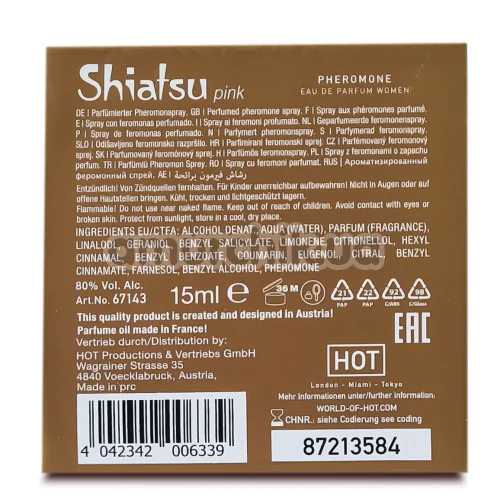 Shiatsu pink
PHEROMONE
EAU DE PARFUM WOMEN
DE | Parfümierter Pheromonspray. GB | Perfumed pheromone spray. F | Spray aux phéromones parfumé.
E | Spray con feromonas perfumado. I | Spray ai feromoni profumato. NL | Geparfumeerde feromonenspray.
P | Spray de feromonas perfumado. N | Parfymert pheromonspray. S | Parfymerad feromonspray.
SLO | Odišavljeno feromonsko razpršilo. HR | Parfimirani feromonski sprej. CZ | Parfémovaný feromonový
sprej. SK | Parfumovaný feromónový sprej. H | Parfümös feromonspray. PL | Spray z feromonami o zapachu
perfum. TR | Parfümlü Pheromon Sprey. RO | Spray cu feromoni parfumat. RUS | Ароматизированный
феромонный спрей. AE | رشاش فيرمون برائحة
Entzündlich! Von Zündquellen fernhalten. Für Kinder unerreichbar aufbewahren! Nicht in Augen oder auf
offene Hautstellen bringen. Kühl, trocken und lichtgeschützt lagern!
Flammable! Do not use near naked flame. Keep out of reach of children. Avoid contact with eyes or
broken skin. Protect from sunlight, store in a cool, dry place.
INGREDIENTS EU/CTFA: ALCOHOL DENAT., AQUA (WATER), PARFUM (FRAGRANCE),
LINALOOL, GERANIOL, BENZYL SALICYLATE, LIMONENE, CITRONELLOL, HEXYL
CINNAMAL, BENZYL BENZOATE, COUMARIN, EUGENOL, CITRAL, BENZYL
CINNAMATE, FARNESOL, BENZYL ALCOHOL, PHEROMONE
80% Vol. Alc.
Art.No. 67143
15ml e
36 M
21 PAP
22 PAP
92 C/ABS
98 C/Glass
This quality product is created and designed in Austria!
Parfume oil made in France!
Vertrieb durch/Distribution by:
HOT Productions & Vertriebs GmbH
Wagrainer Strasse 35
4840 Voecklabruck, Austria,
Made in prc
EAC
HOT
London - Miami - Tokyo
Mehr Informationen unter/further information:
WORLD-OF-HOT.COM
CHNR.: siehe Codierung see coding
4 042342 006339
87213584